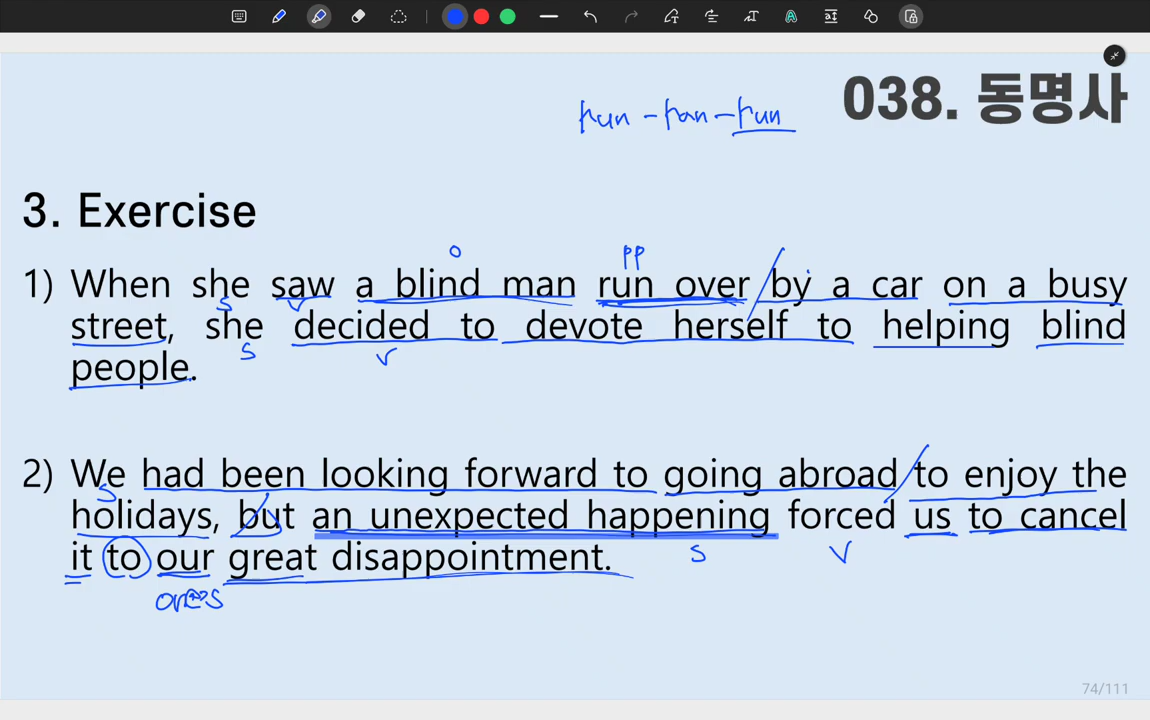 038. 동명사
run - ran - run
3. Exercise
o pp
1) When she saw a blind man run over by a car on a busy
s v
street, she decided to devote herself to helping blind
s v
people.
2) We had been looking forward to going abroad to enjoy the
s
holidays, but an unexpected happening forced us to cancel
s v
it to our great disappointment.
one's
74/111